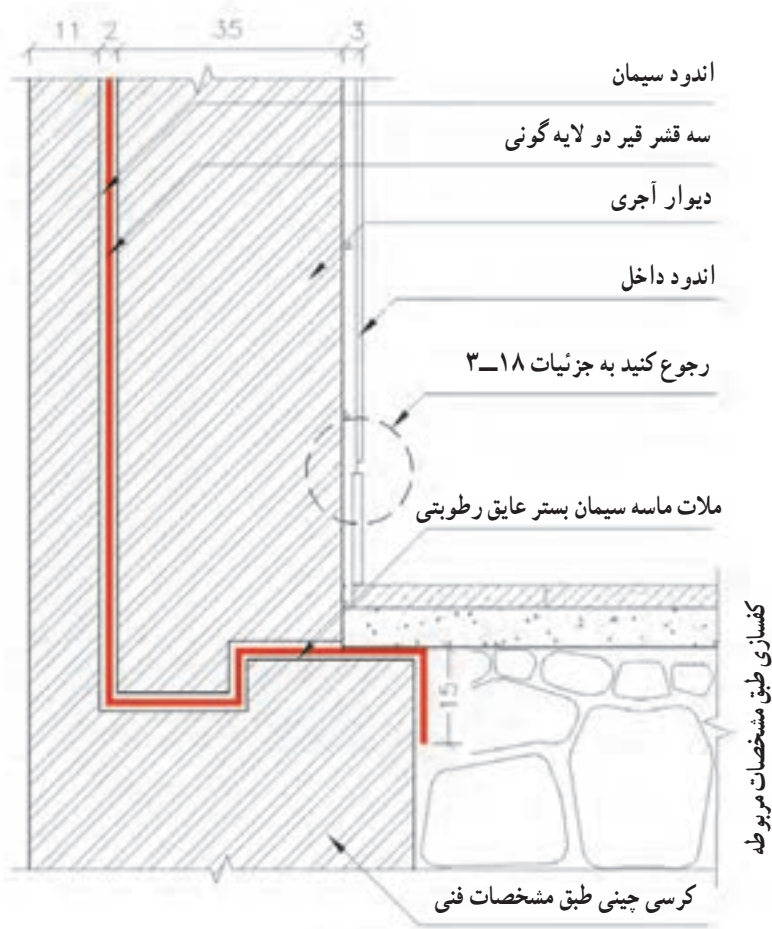 11 2 35 3
اندود سیمان
سه قشر قیر دو لایه گونی
دیوار آجری
اندود داخل
رجوع کنید به جزئیات ۱۸ــ۳
ملات ماسه سیمان بستر عایق رطوبتی
15
کفسازی طبق مشخصات مربوطه
کرسی چینی طبق مشخصات فنی